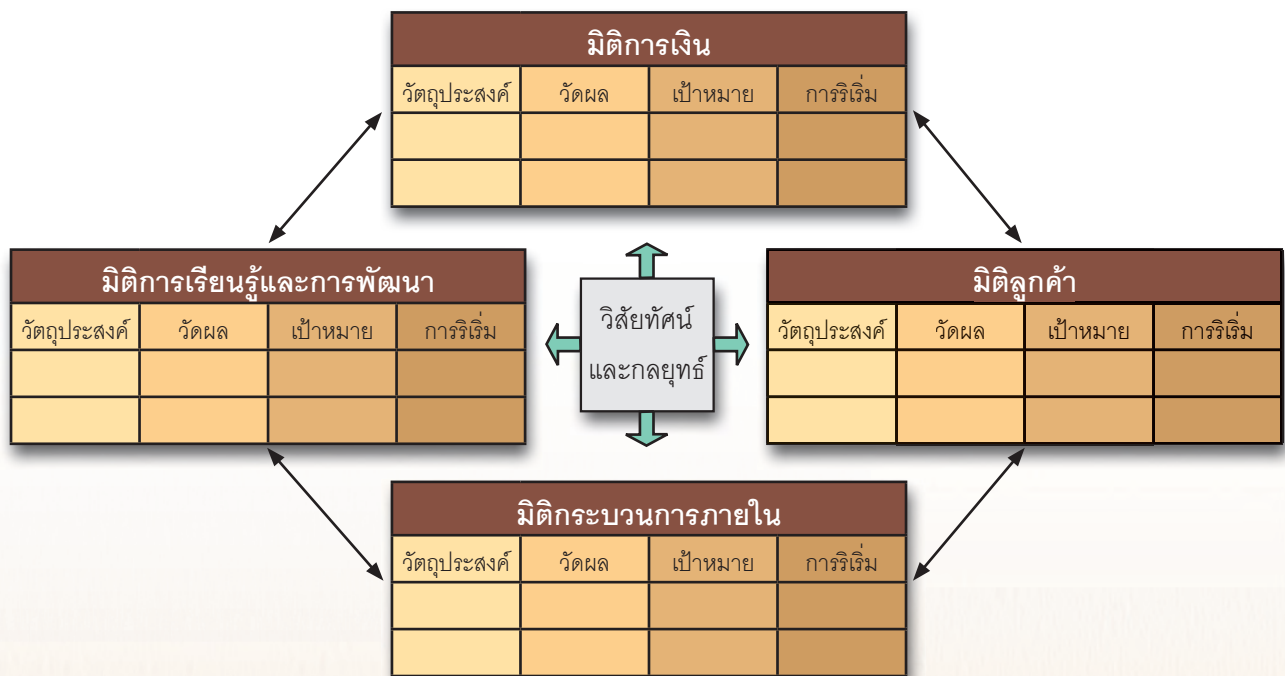 มิติการเงิน
วัตถุประสงค์ วัดผล เป้าหมาย การริเริ่ม
มิติการเรียนรู้และการพัฒนา
วัตถุประสงค์ วัดผล เป้าหมาย การริเริ่ม
วิสัยทัศน์
และกลยุทธ์
มิติลูกค้า
วัตถุประสงค์ วัดผล เป้าหมาย การริเริ่ม
มิติกระบวนการภายใน
วัตถุประสงค์ วัดผล เป้าหมาย การริเริ่ม